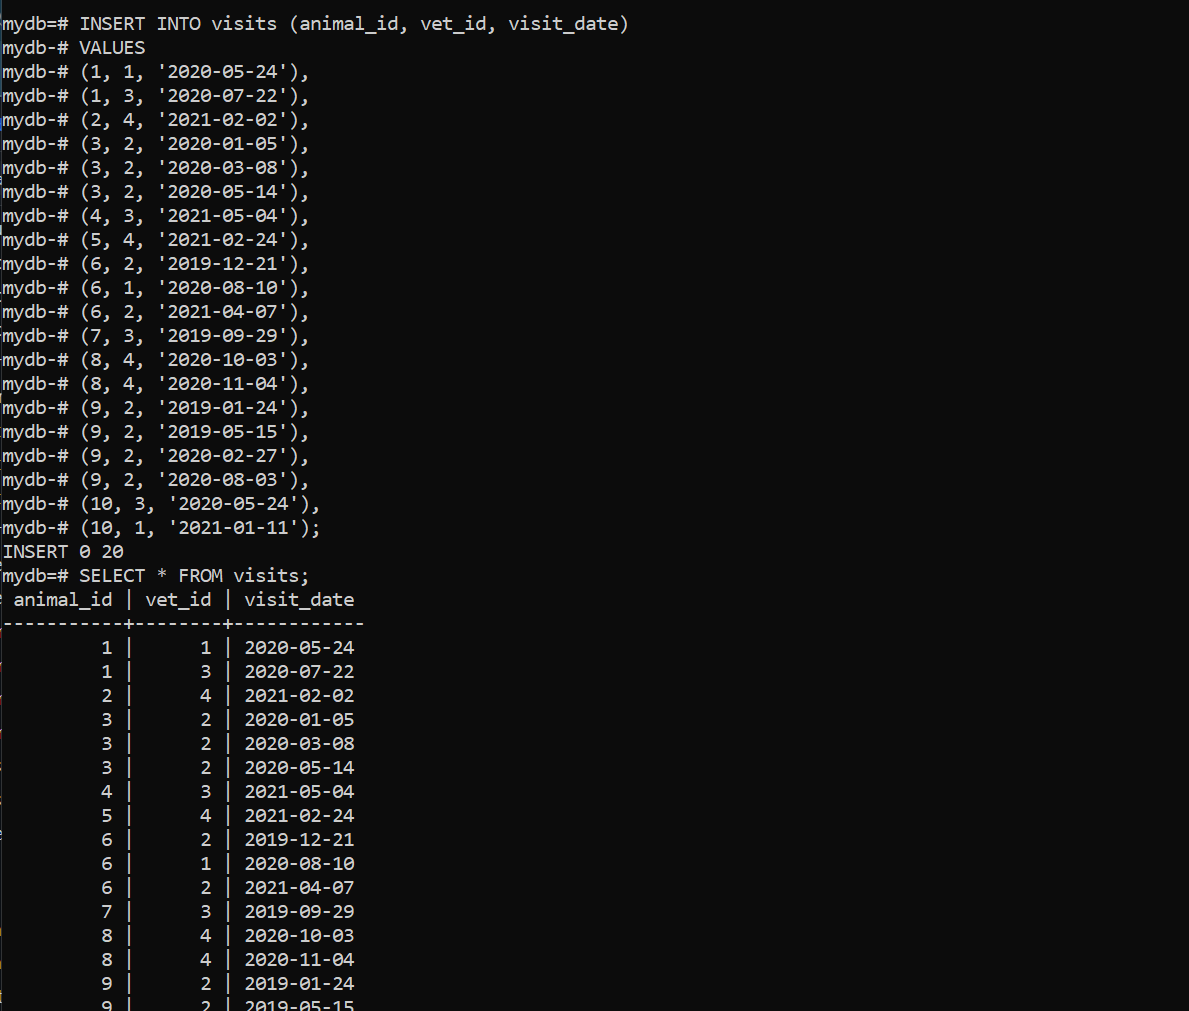 mydb=# INSERT INTO visits (animal_id, vet_id, visit_date)
mydb-# VALUES
mydb-# (1, 1, '2020-05-24'),
mydb-# (1, 3, '2020-07-22'),
mydb-# (2, 4, '2021-02-02'),
mydb-# (3, 2, '2020-01-05'),
mydb-# (3, 2, '2020-03-08'),
mydb-# (3, 2, '2020-05-14'),
mydb-# (4, 3, '2021-05-04'),
mydb-# (5, 4, '2021-02-24'),
mydb-# (6, 2, '2019-12-21'),
mydb-# (6, 1, '2020-08-10'),
mydb-# (6, 2, '2021-04-07'),
mydb-# (7, 3, '2019-09-29'),
mydb-# (8, 4, '2020-10-03'),
mydb-# (8, 4, '2020-11-04'),
mydb-# (9, 2, '2019-01-24'),
mydb-# (9, 2, '2019-05-15'),
mydb-# (9, 2, '2020-02-27'),
mydb-# (9, 2, '2020-08-03'),
mydb-# (10, 3, '2020-05-24'),
mydb-# (10, 1, '2021-01-11');
INSERT 0 20
mydb=# SELECT * FROM visits;
 animal_id | vet_id | visit_date
-----------+--------+------------
         1 |      1 | 2020-05-24
         1 |      3 | 2020-07-22
         2 |      4 | 2021-02-02
         3 |      2 | 2020-01-05
         3 |      2 | 2020-03-08
         3 |      2 | 2020-05-14
         4 |      3 | 2021-05-04
         5 |      4 | 2021-02-24
         6 |      2 | 2019-12-21
         6 |      1 | 2020-08-10
         6 |      2 | 2021-04-07
         7 |      3 | 2019-09-29
         8 |      4 | 2020-10-03
         8 |      4 | 2020-11-04
         9 |      2 | 2019-01-24
         9 |      2 | 2019-05-15